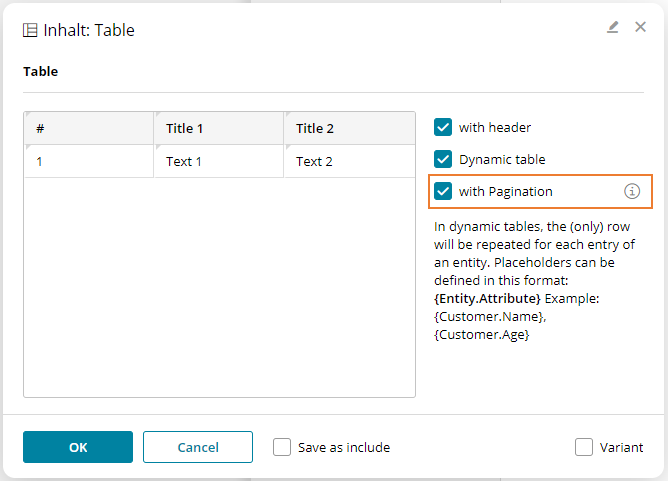 Inhalt: Table
Table
# Title 1 Title 2
1 Text 1 Text 2
with header
Dynamic table
with Pagination
In dynamic tables, the (only) row
will be repeated for each entry of
an entity. Placeholders can be
defined in this format:
{Entity.Attribute} Example:
{Customer.Name},
{Customer.Age}
OK Cancel Save as include Variant